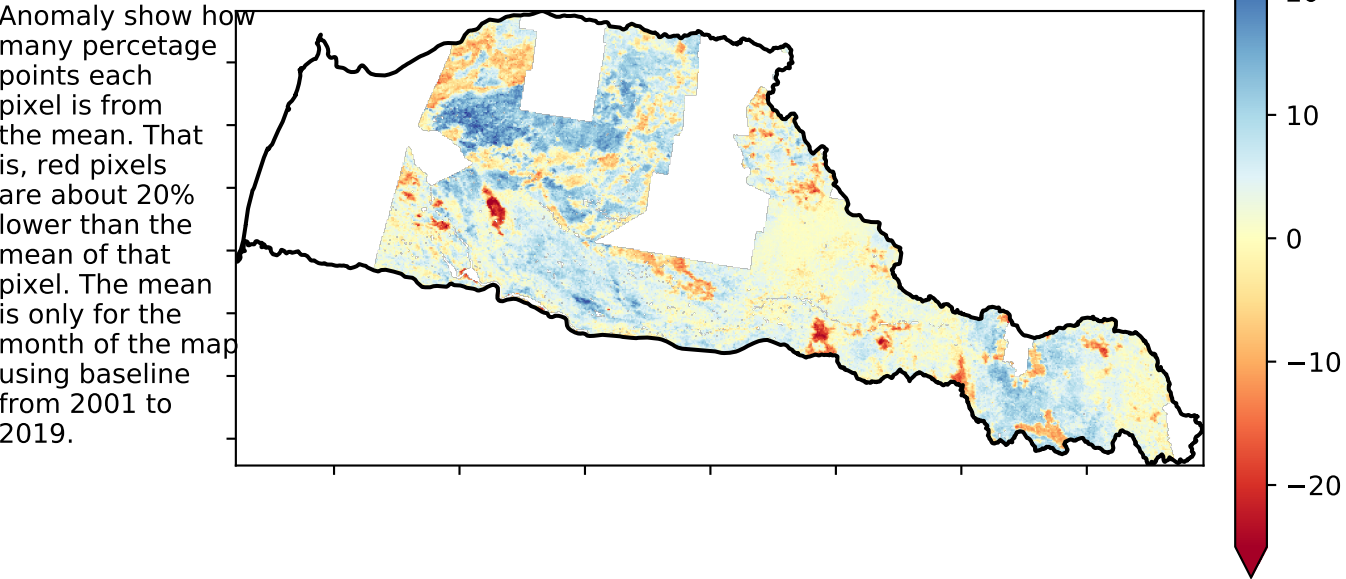 Anomaly show how
many percetage
points each
pixel is from
the mean. That
is, red pixels
are about 20%
lower than the
mean of that
pixel. The mean
is only for the
month of the map
using baseline
from 2001 to
2019.
10
0
−10
−20